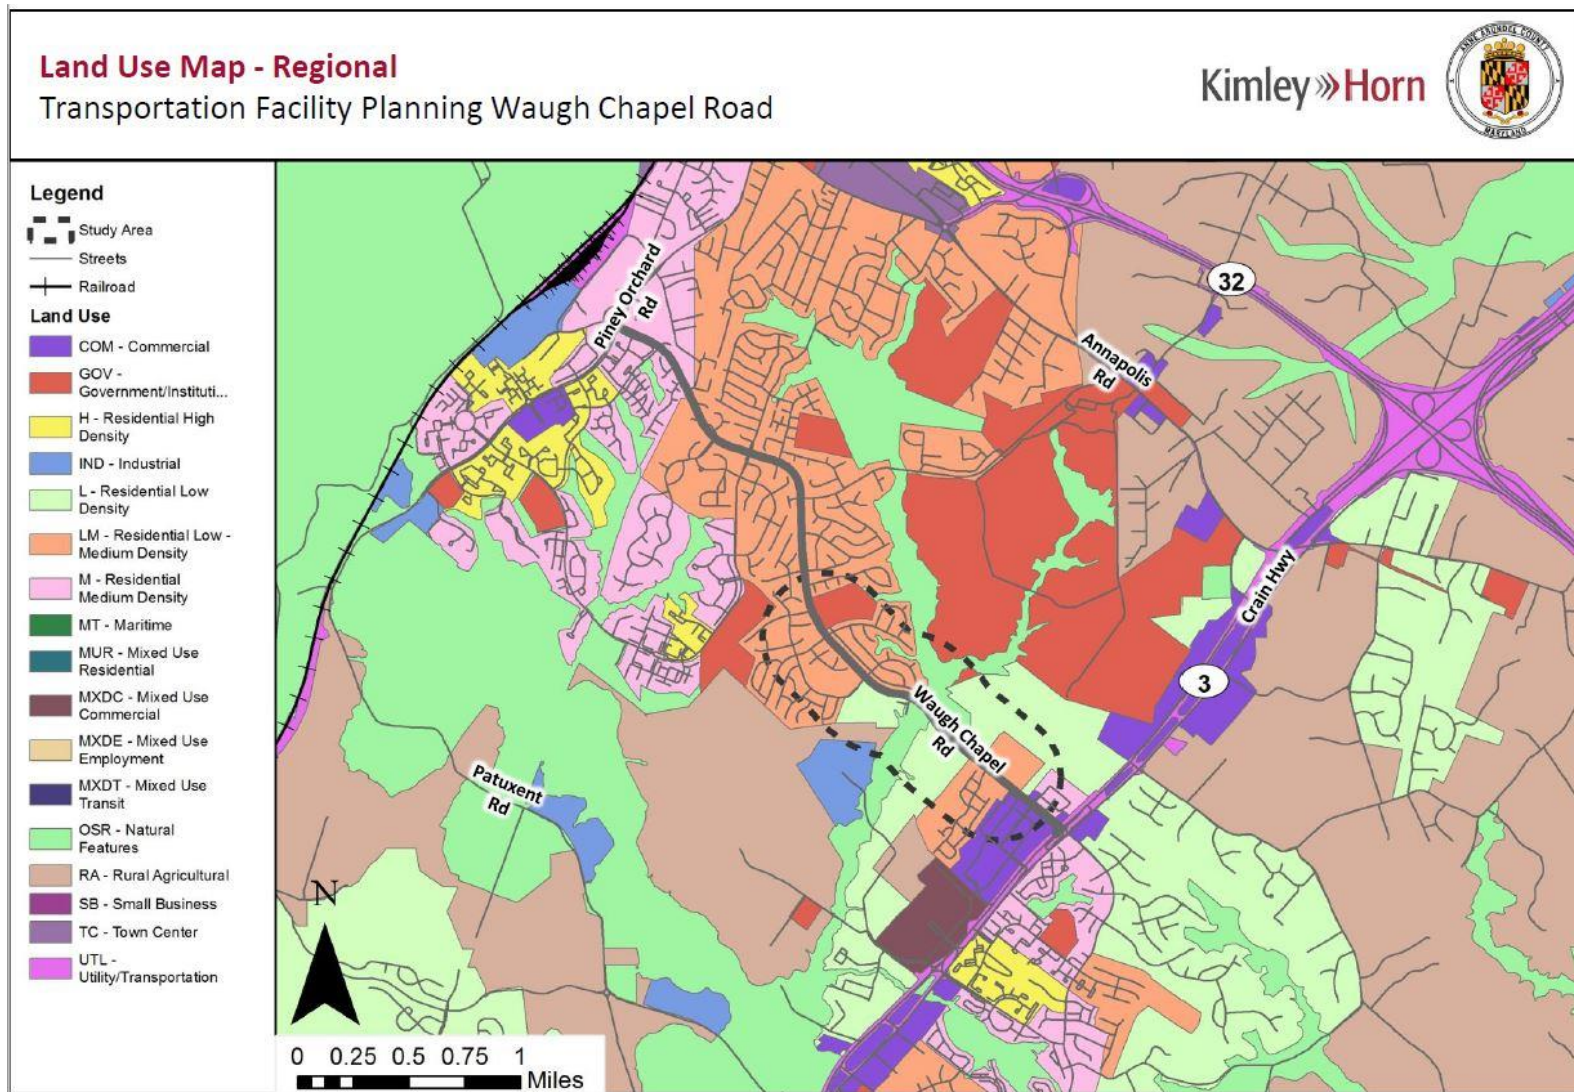 Land Use Map - Regional
Transportation Facility Planning Waugh Chapel Road
Kimley»Horn
ANNE ARUNDEL COUNTY
MARYLAND
Legend
Study Area
Streets
Railroad
Land Use
COM - Commercial
GOV -
Government/Instituti...
H - Residential High
Density
IND - Industrial
L - Residential Low
Density
LM - Residential Low -
Medium Density
M - Residential
Medium Density
MT - Maritime
MUR - Mixed Use
Residential
MXDC - Mixed Use
Commercial
MXDE - Mixed Use
Employment
MXDT - Mixed Use
Transit
OSR - Natural
Features
RA - Rural Agricultural
SB - Small Business
TC - Town Center
UTL -
Utility/Transportation
Piney Orchard
Rd
32
Annapolis
Rd
Crain Hwy
3
Waugh Chapel
Rd
Patuxent
Rd
N
0 0.25 0.5 0.75 1
Miles